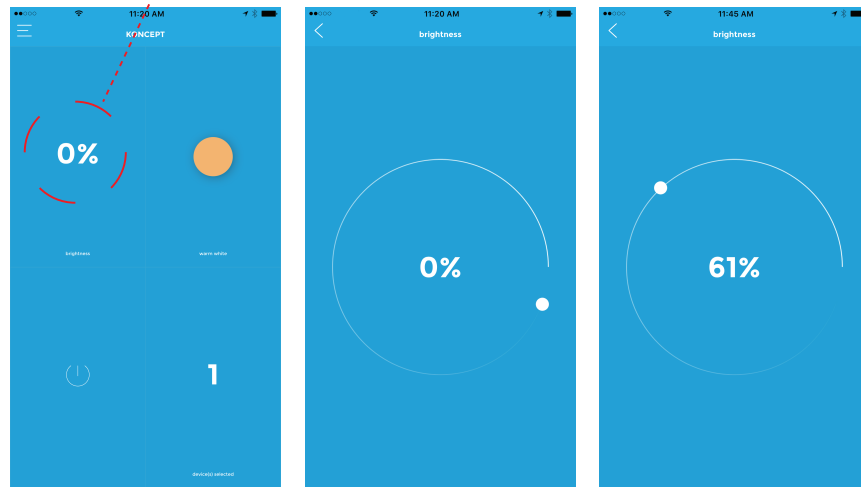 11:20 AM
KONCEPT
0%
brightness
warm white
1
device(s) selected
11:20 AM
brightness
0%
11:45 AM
brightness
61%